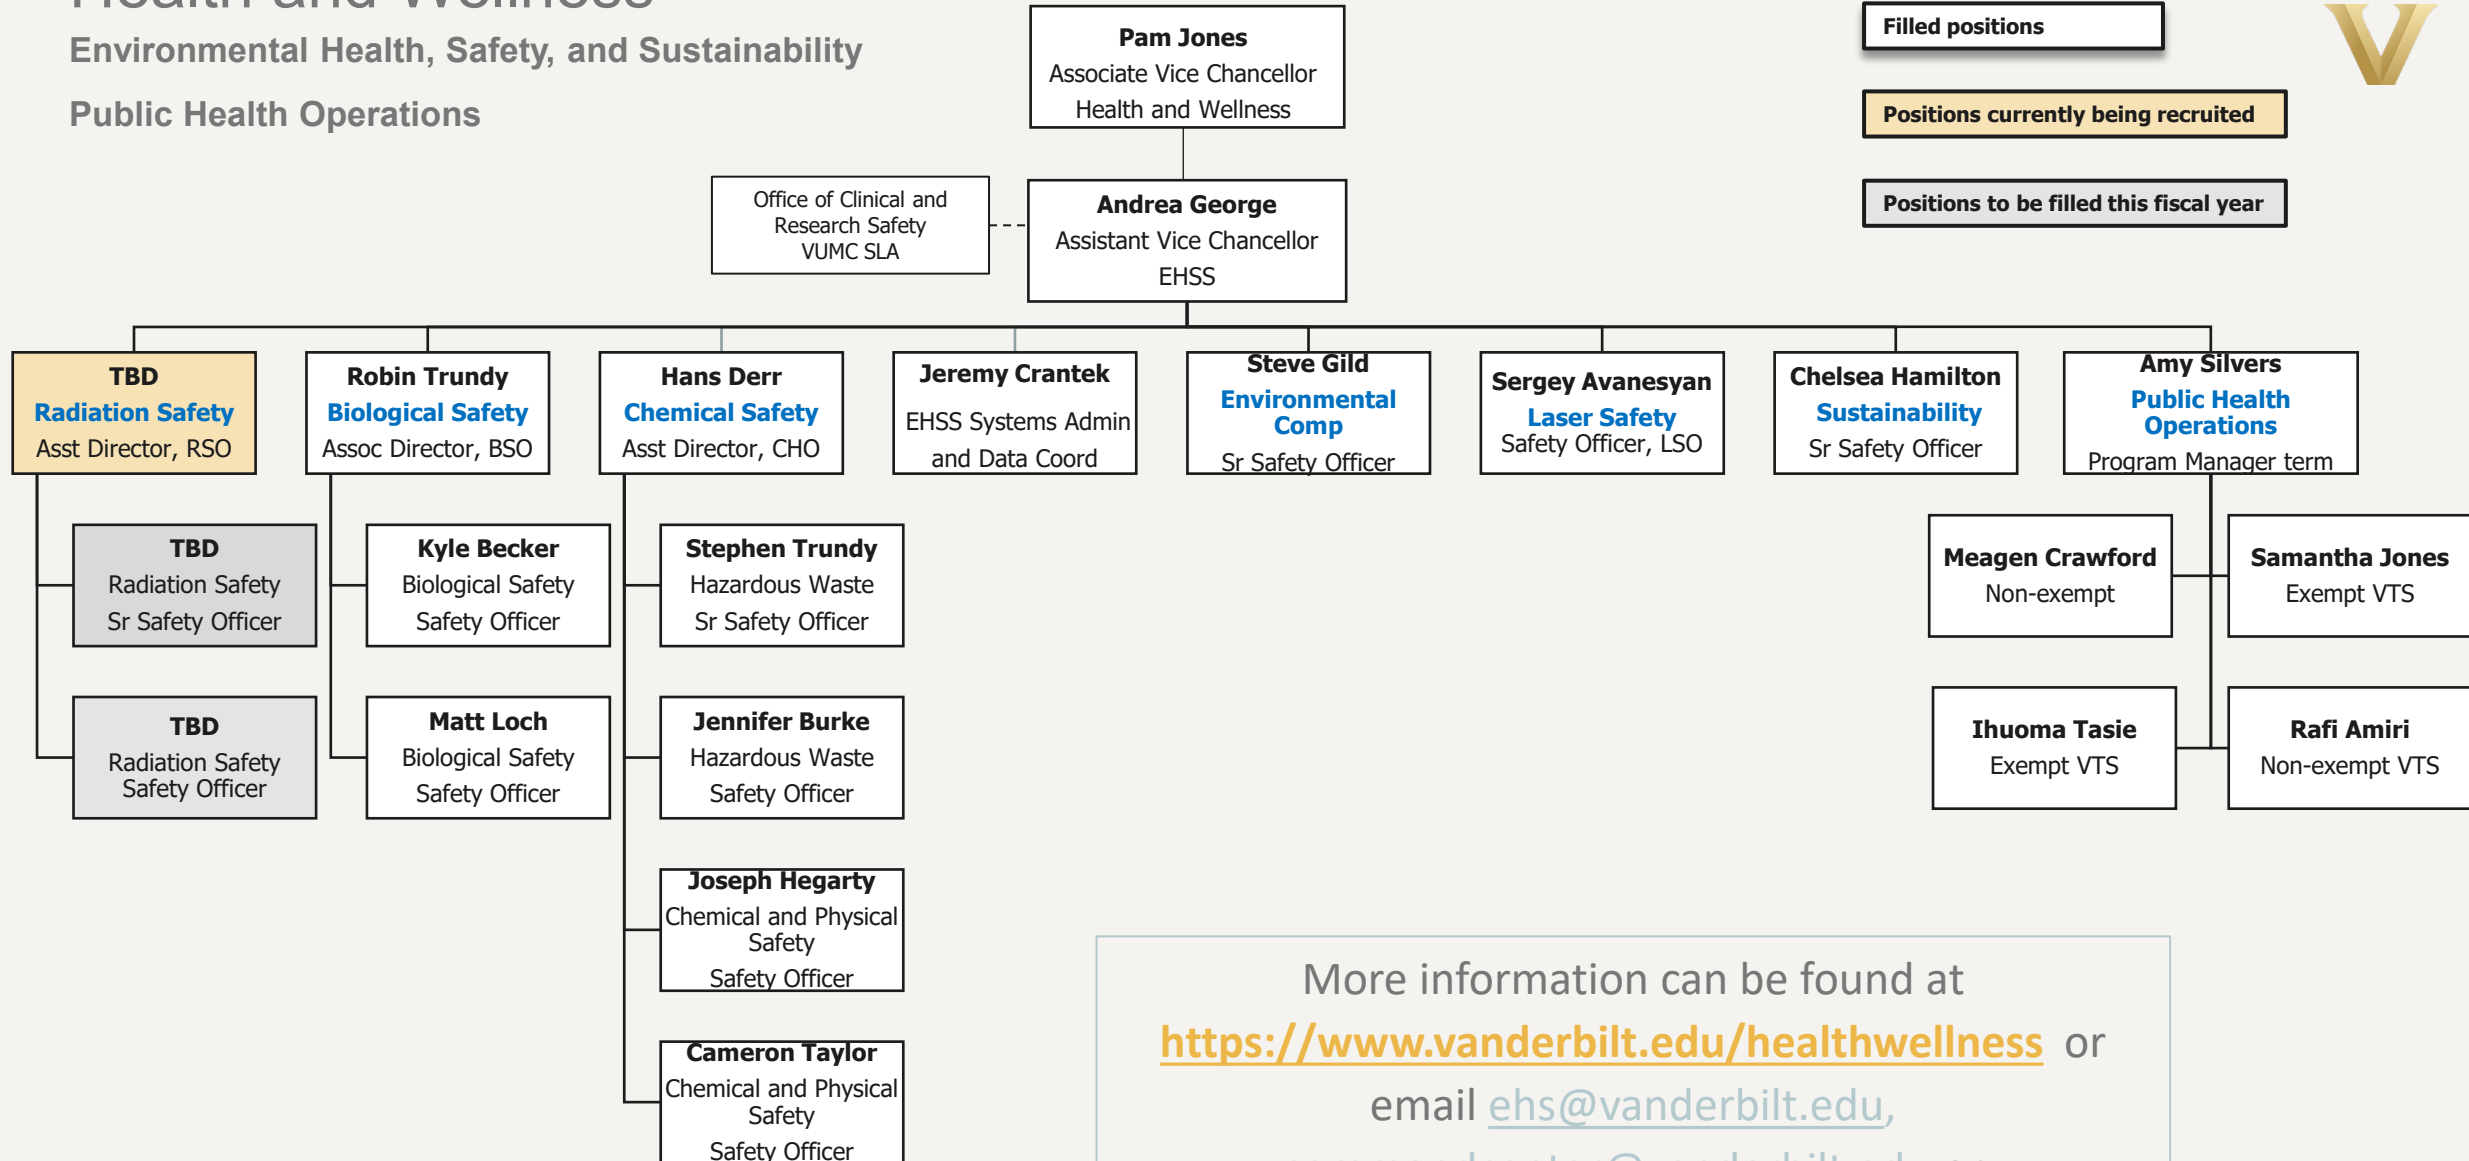 Health and Wellness
Environmental Health, Safety, and Sustainability
Public Health Operations
Pam Jones
Associate Vice Chancellor
Health and Wellness
Filled positions
Positions currently being recruited
Positions to be filled this fiscal year
Office of Clinical and
Research Safety
VUMC SLA
Andrea George
Assistant Vice Chancellor
EHSS
TBD
Radiation Safety
Asst Director, RSO
Robin Trundy
Biological Safety
Assoc Director, BSO
Hans Derr
Chemical Safety
Asst Director, CHO
Jeremy Crantek
EHSS Systems Admin
and Data Coord
Steve Gild
Environmental
Comp
Sr Safety Officer
Sergey Avanesyan
Laser Safety
Safety Officer, LSO
Chelsea Hamilton
Sustainability
Sr Safety Officer
Amy Silvers
Public Health
Operations
Program Manager term
TBD
Radiation Safety
Sr Safety Officer
Kyle Becker
Biological Safety
Safety Officer
Stephen Trundy
Hazardous Waste
Sr Safety Officer
Meagen Crawford
Non-exempt
Samantha Jones
Exempt VTS
TBD
Radiation Safety
Safety Officer
Matt Loch
Biological Safety
Safety Officer
Jennifer Burke
Hazardous Waste
Safety Officer
Ihuoma Tasie
Exempt VTS
Rafi Amiri
Non-exempt VTS
Joseph Hegarty
Chemical and Physical
Safety
Safety Officer
Cameron Taylor
Chemical and Physical
Safety
Safety Officer
More information can be found at
https://www.vanderbilt.edu/healthwellness or
email ehs@vanderbilt.edu,